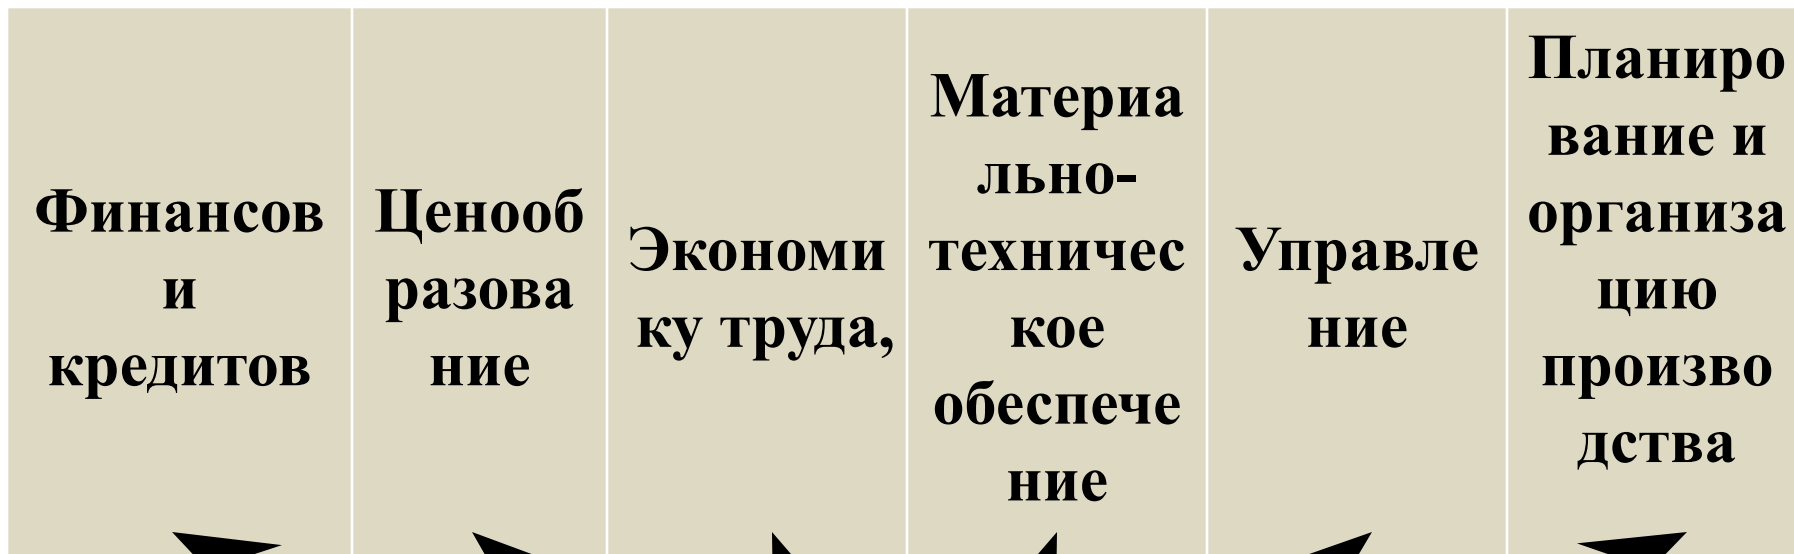 Финансов
и
кредитов
Ценооб
разова
ние
Экономи
ку труда,
Материа
льно-
техничес
кое
обеспече
ние
Управле
ние
Планиро
вание и
организа
цию
произво
дства